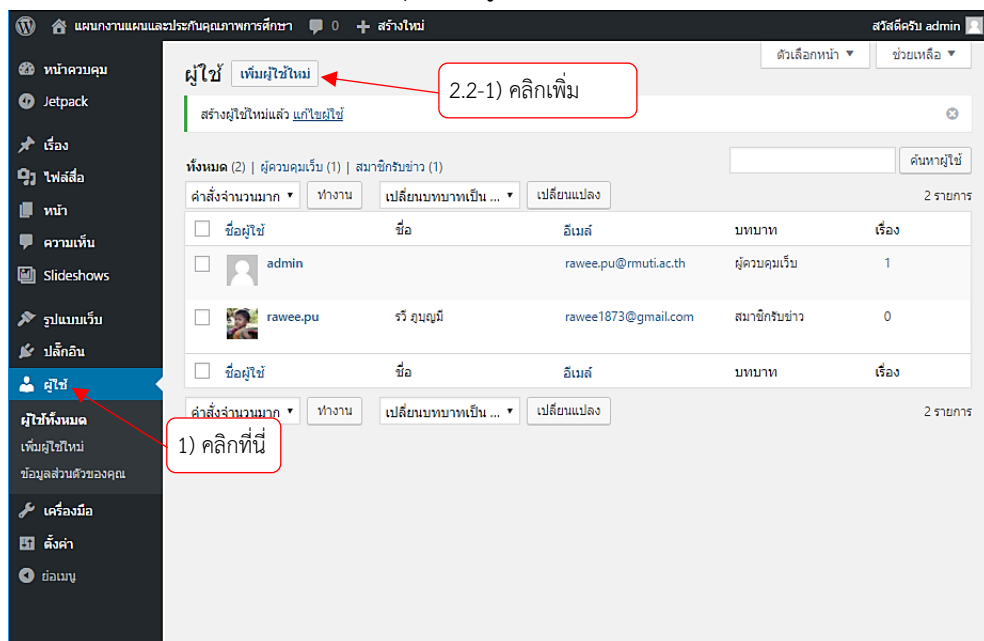 แผนกงานแผนและประกันคุณภาพการศึกษา 0 + สร้างใหม่ สวัสดีครับ admin
หน้าควบคุม
Jetpack
เรื่อง
ไฟล์สื่อ
หน้า
ความเห็น
Slideshows
รูปแบบเว็บ
ปลั๊กอิน
ผู้ใช้
ผู้ใช้ทั้งหมด
เพิ่มผู้ใช้ใหม่
ข้อมูลส่วนตัวของคุณ
เครื่องมือ
ตั้งค่า
ย่อเมนู
ตัวเลือกหน้า ▼ ช่วยเหลือ ▼
ผู้ใช้ เพิ่มผู้ใช้ใหม่
2.2-1) คลิกเพิ่ม
สร้างผู้ใช้ใหม่แล้ว แก้ไขผู้ใช้
ทั้งหมด (2) | ผู้ควบคุมเว็บ (1) | สมาชิกรับข่าว (1) ค้นหาผู้ใช้
คำสั่งจำนวนมาก ▼ ทำงาน เปลี่ยนบทบาทเป็น ... ▼ เปลี่ยนแปลง 2 รายการ
ชื่อผู้ใช้ ชื่อ อีเมล์ บทบาท เรื่อง
admin rawee.pu@rmuti.ac.th ผู้ควบคุมเว็บ 1
rawee.pu รวี ภูบุญมี rawee1873@gmail.com สมาชิกรับข่าว 0
ชื่อผู้ใช้ ชื่อ อีเมล์ บทบาท เรื่อง
คำสั่งจำนวนมาก ▼ ทำงาน เปลี่ยนบทบาทเป็น ... ▼ เปลี่ยนแปลง 2 รายการ
1) คลิกที่นี่